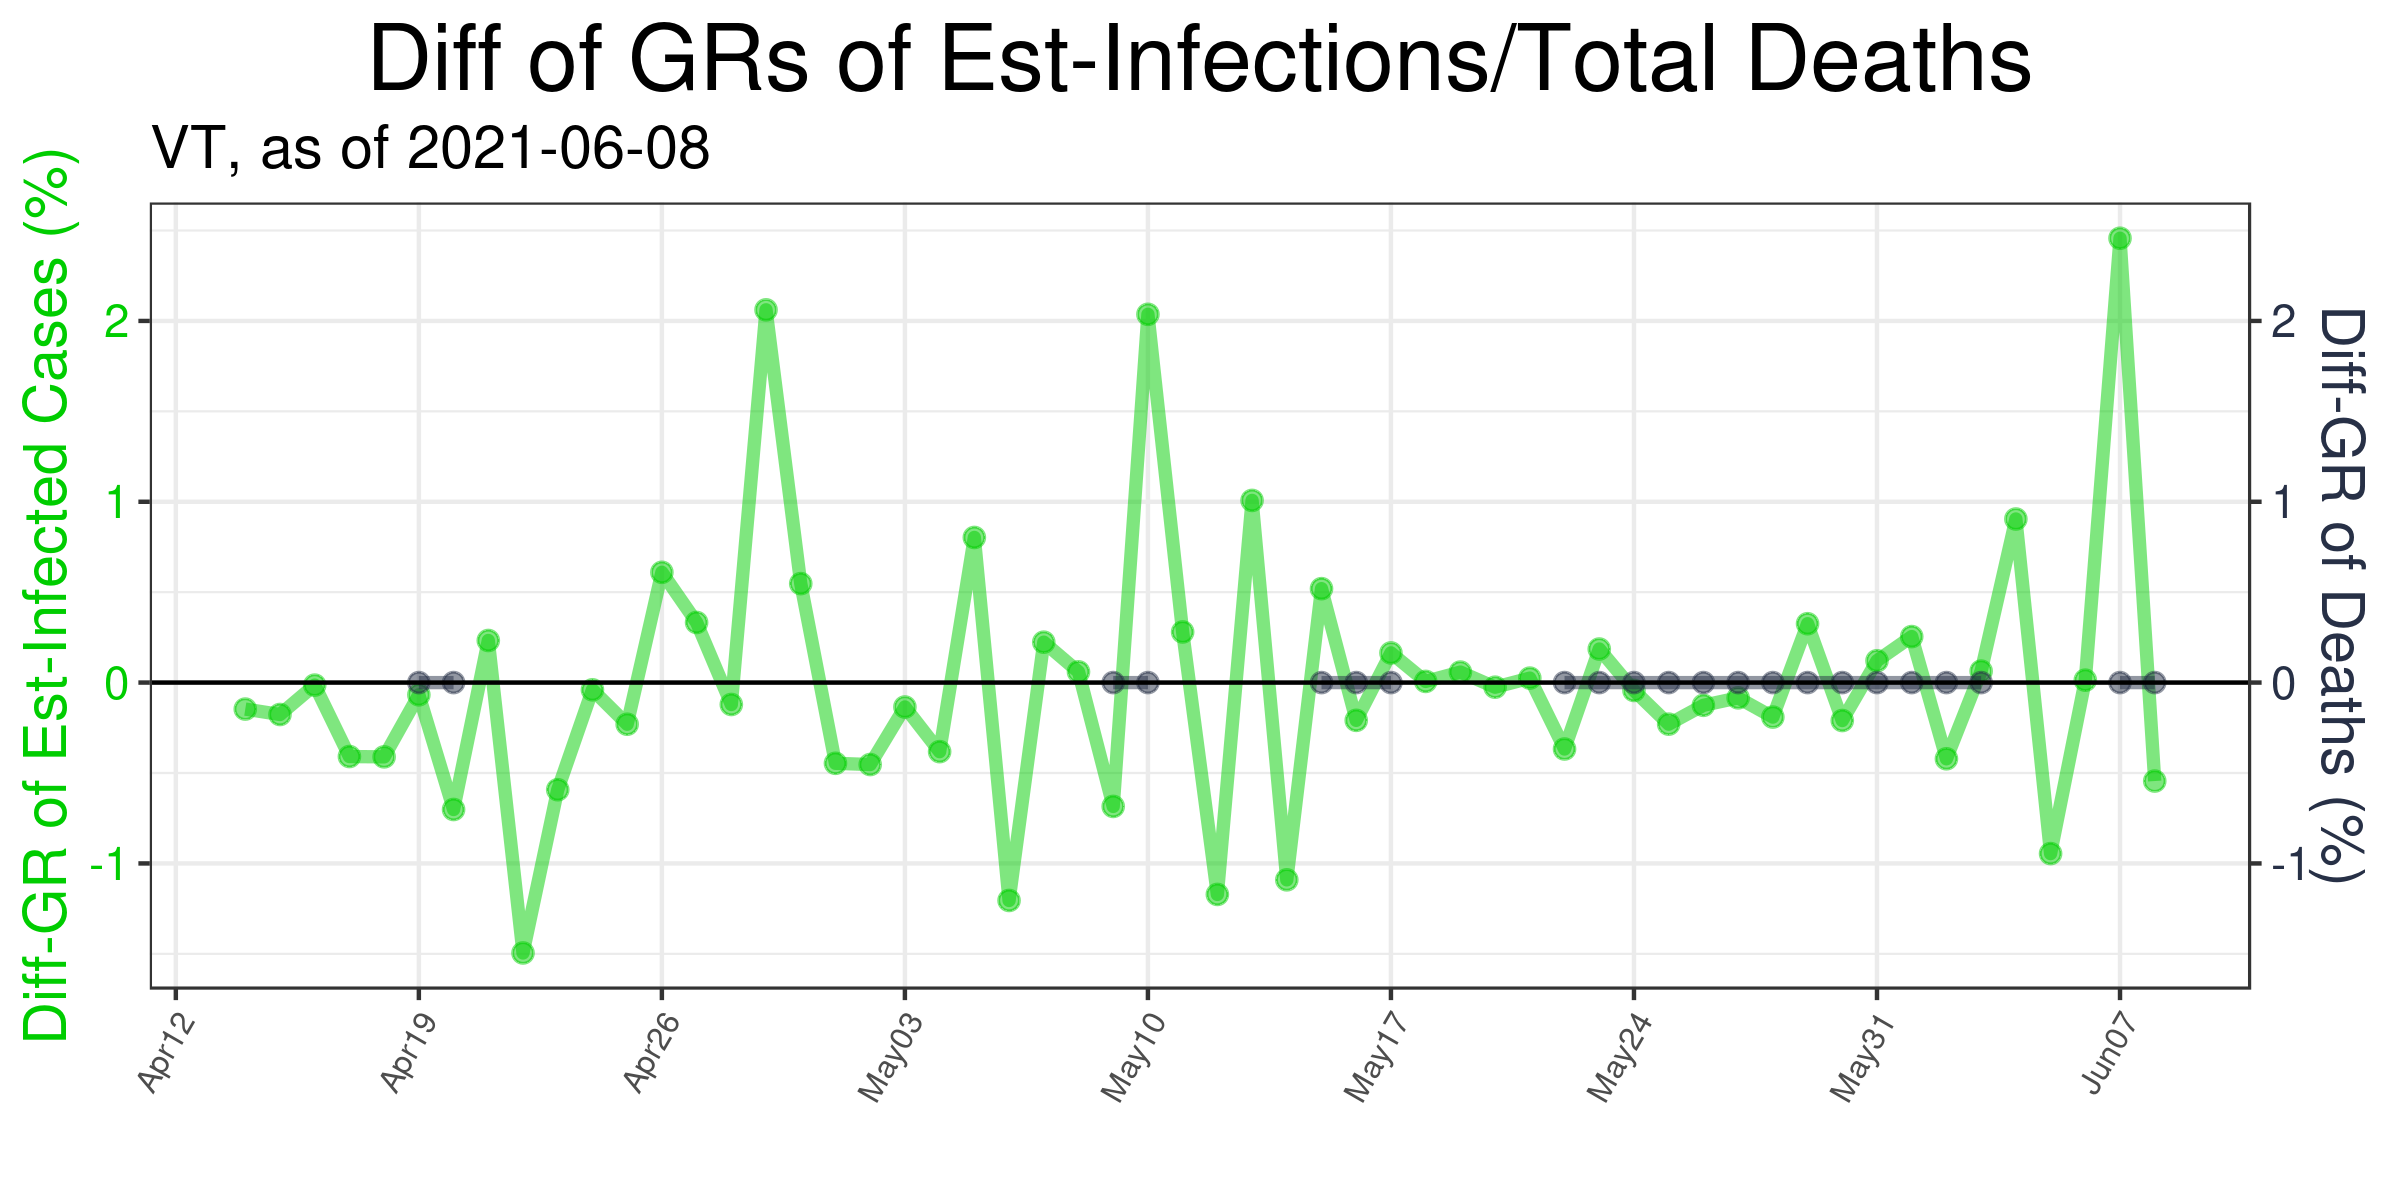 Diff of GRs of Est-Infections/Total Deaths
VT, as of 2021-06-08
Diff-GR of Est-Infected Cases (%)
2
1
0
-1
2
1
0
-1
Diff-GR of Deaths (%)
Apr12
Apr19
Apr26
May03
May10
May17
May24
May31
Jun07